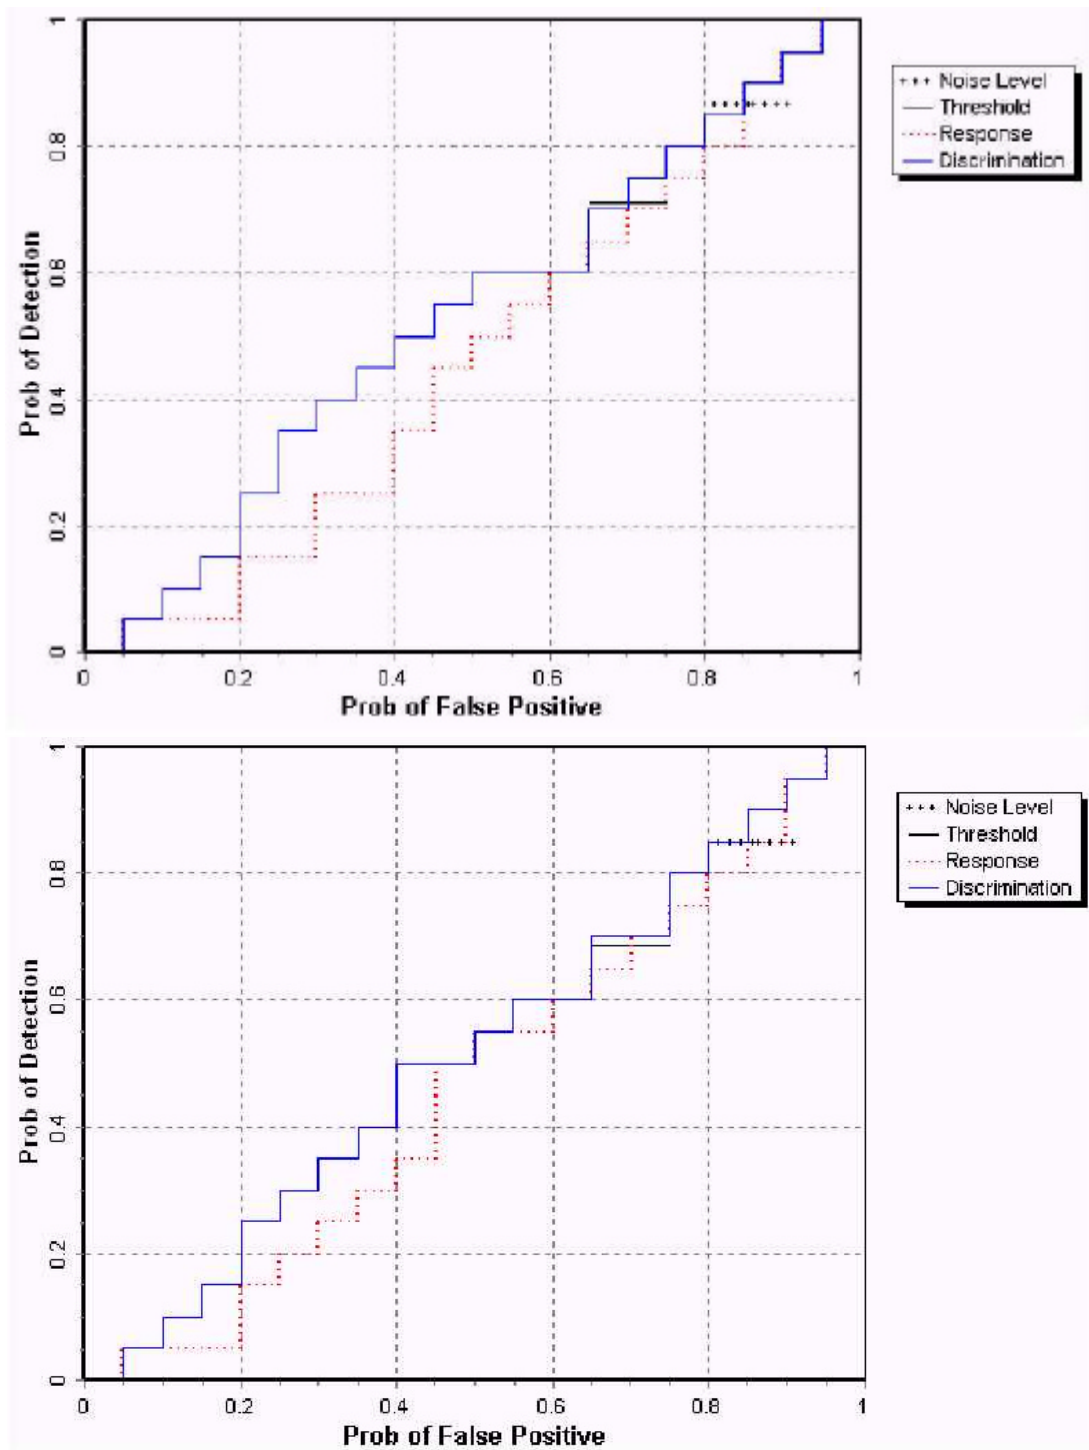 1
0.8
0.6
0.4
0.2
0
Prob of Detection
0
0.2
0.4
0.6
0.8
1
Prob of False Positive
Noise Level
Threshold
Response
Discrimination
1
0.8
0.6
0.4
0.2
0
Prob of Detection
0
0.2
0.4
0.6
0.8
1
Prob of False Positive
Noise Level
Threshold
Response
Discrimination